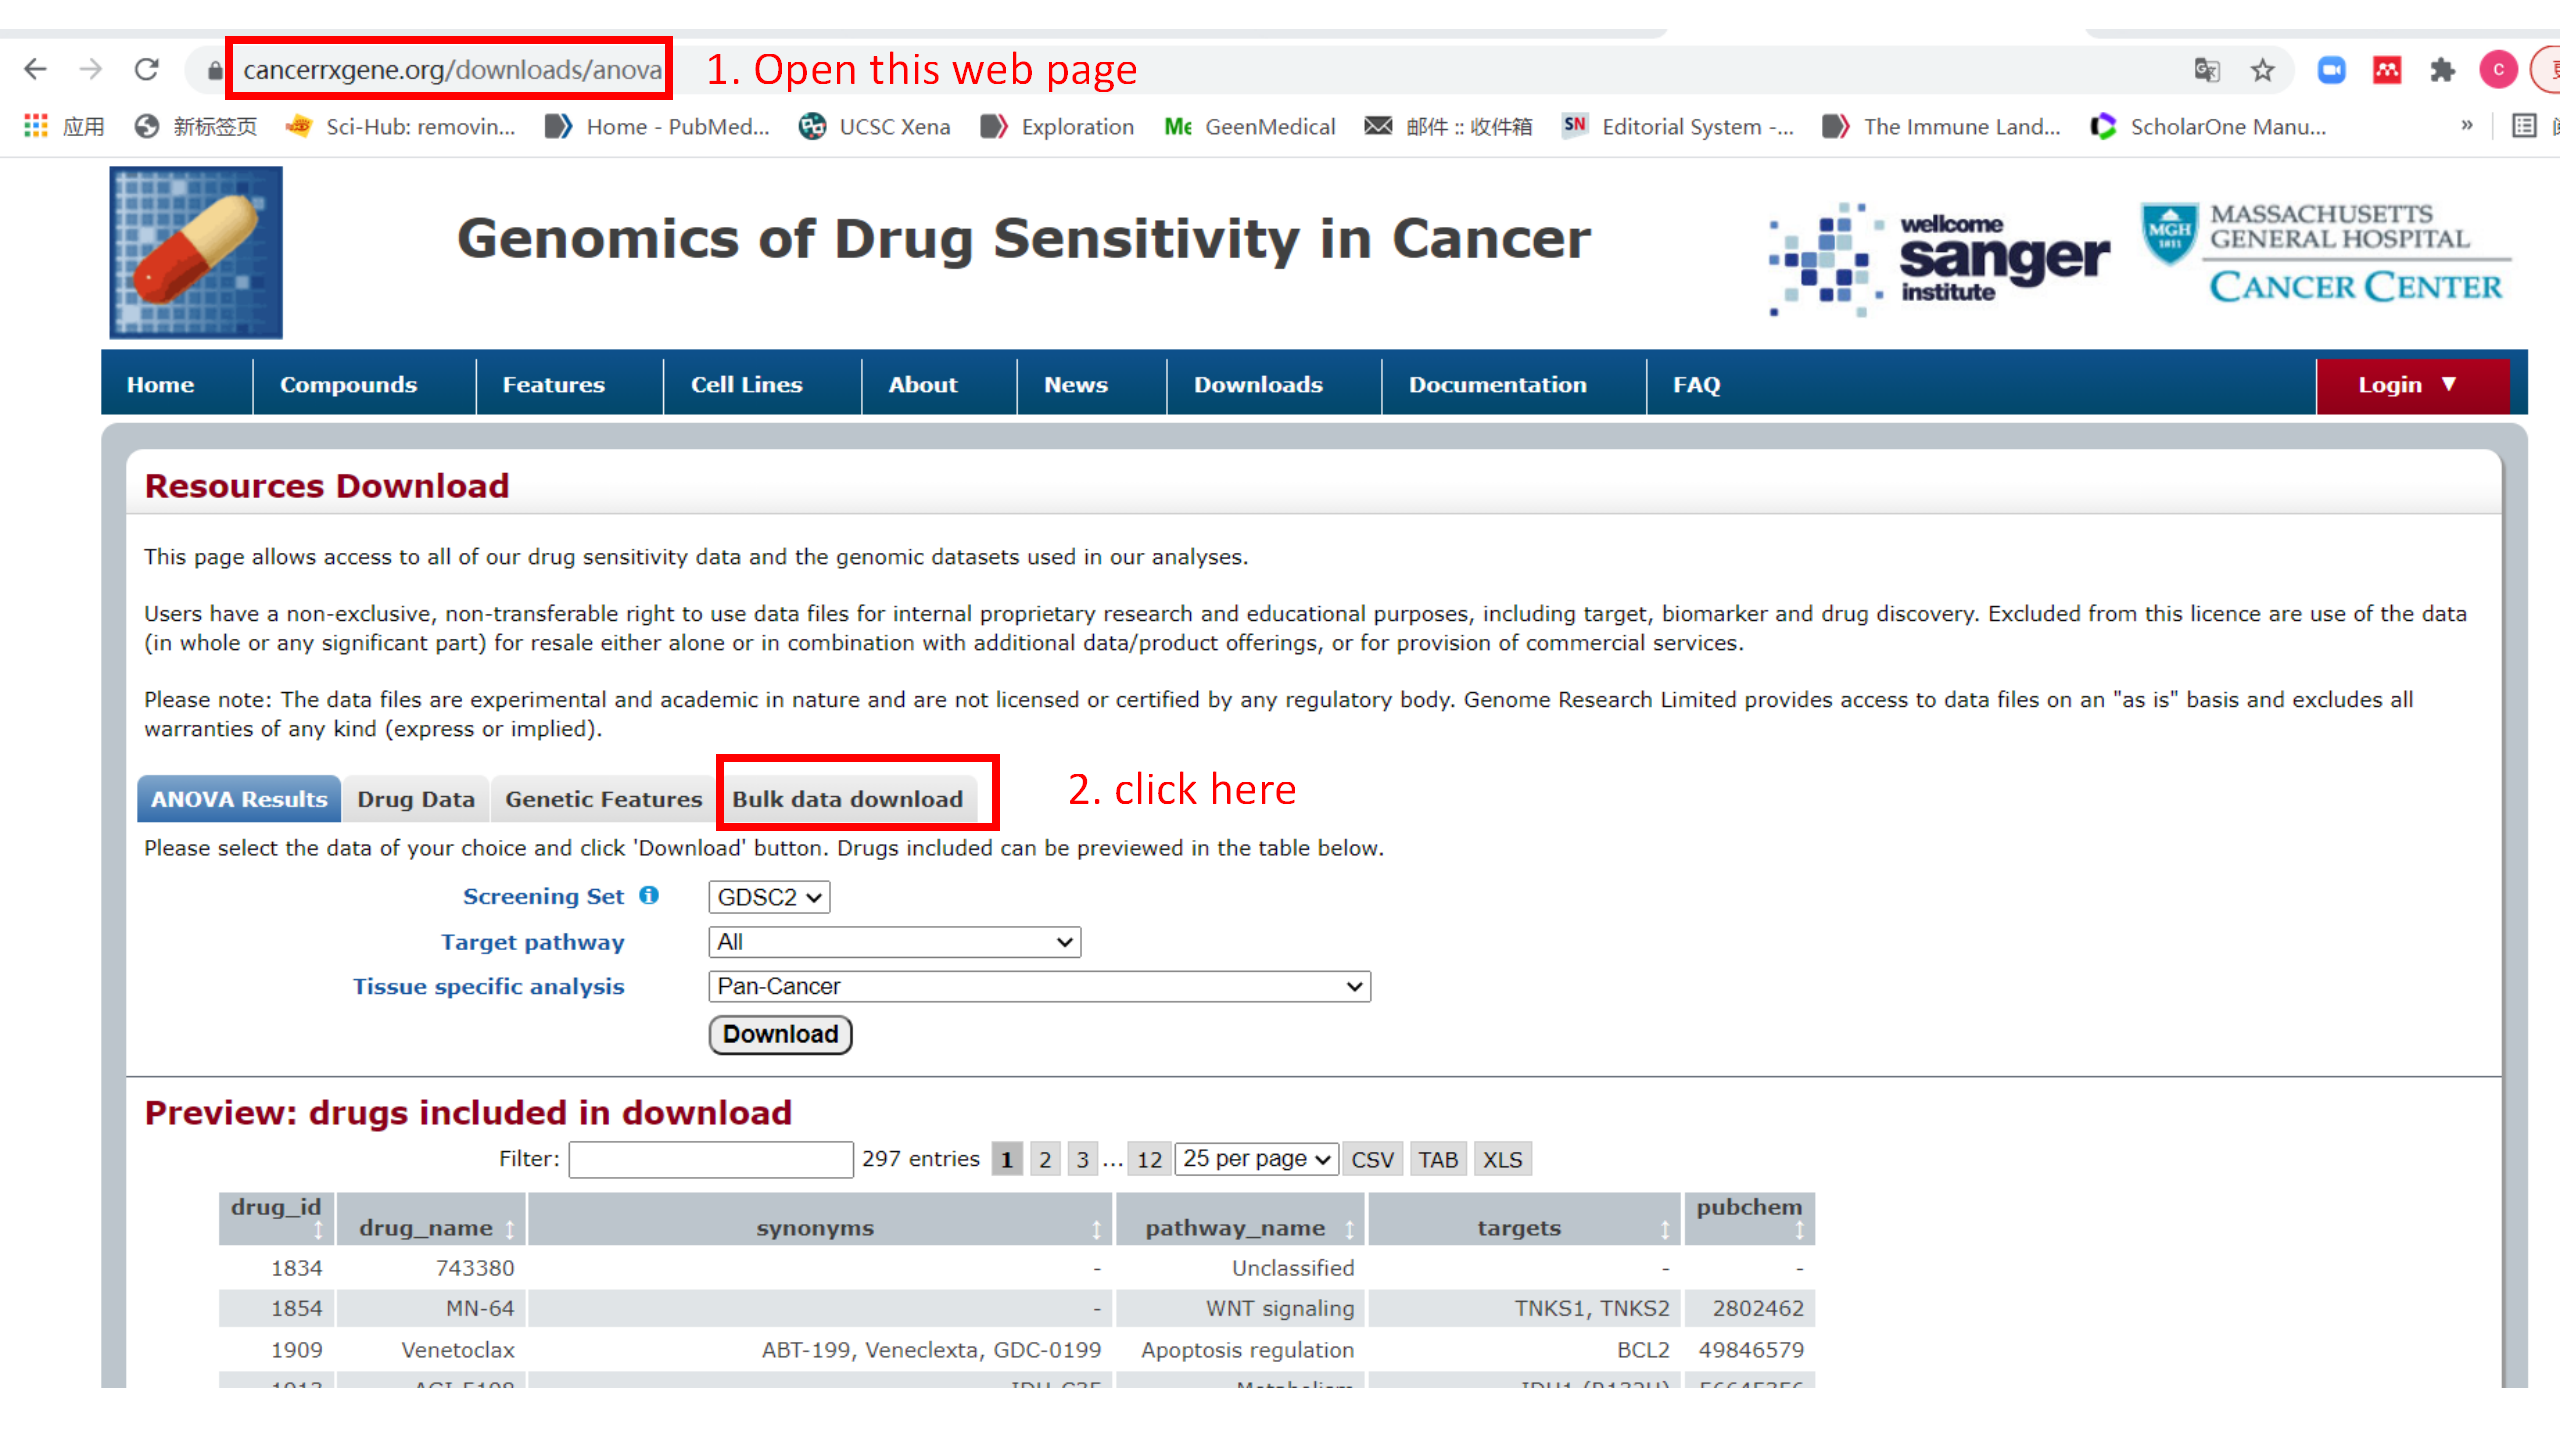 cancerrxgene.org/downloads/anova 1. Open this web page
应用 新标签页 Sci-Hub: removin... Home - PubMed... UCSC Xena Exploration Me GeenMedical 邮件 :: 收件箱 SN Editorial System -... The Immune Land... ScholarOne Manu... »
Genomics of Drug Sensitivity in Cancer
wellcome
sanger
institute
MGH
1811
MASSACHUSETTS
GENERAL HOSPITAL
CANCER CENTER
Home Compounds Features Cell Lines About News Downloads Documentation FAQ Login ▼
Resources Download
This page allows access to all of our drug sensitivity data and the genomic datasets used in our analyses.
Users have a non-exclusive, non-transferable right to use data files for internal proprietary research and educational purposes, including target, biomarker and drug discovery. Excluded from this licence are use of the data
(in whole or any significant part) for resale either alone or in combination with additional data/product offerings, or for provision of commercial services.
Please note: The data files are experimental and academic in nature and are not licensed or certified by any regulatory body. Genome Research Limited provides access to data files on an "as is" basis and excludes all
warranties of any kind (express or implied).
ANOVA Results Drug Data Genetic Features Bulk data download 2. click here
Please select the data of your choice and click 'Download' button. Drugs included can be previewed in the table below.
Screening Set GDSC2
Target pathway All
Tissue specific analysis Pan-Cancer
Download
Preview: drugs included in download
Filter: 297 entries 1 2 3 ... 12 25 per page CSV TAB XLS
drug_id drug_name synonyms pathway_name targets pubchem
1834 743380 - Unclassified - -
1854 MN-64 - WNT signaling TNKS1, TNKS2 2802462
1909 Venetoclax ABT-199, Veneclexta, GDC-0199 Apoptosis regulation BCL2 49846579